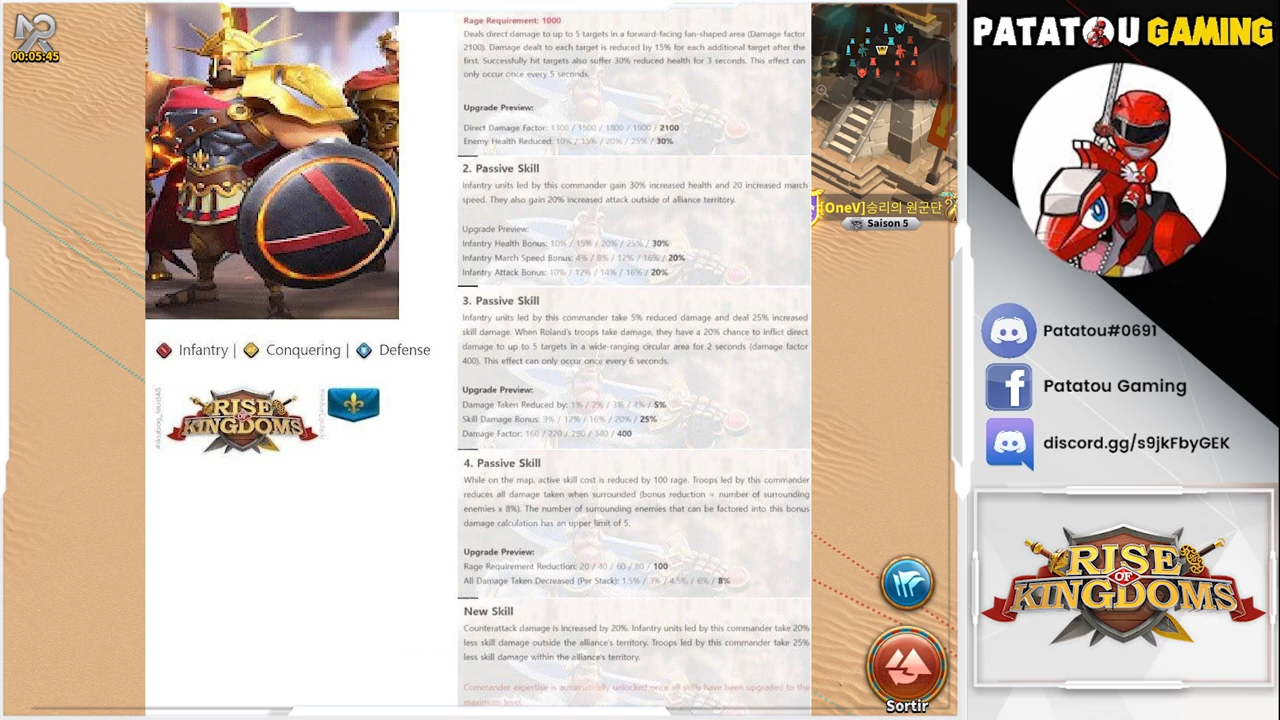 00:05:45
Rage Requirement: 1000
Deals direct damage to up to 5 targets in a forward-facing fan-shaped area (Damage factor
2100). Damage dealt to each target is reduced by 15% for each additional target after the
first. Successfully hit targets also suffer 30% reduced health for 3 seconds. This effect can
only occur once every 5 seconds.
Upgrade Preview:
Direct Damage Factor: 1300 / 1500 / 1800 / 1900 / 2100
Enemy Health Reduced: 10% / 15% / 20% / 25% / 30%
2. Passive Skill
Infantry units led by this commander gain 30% increased health and 20 increased march
speed. They also gain 20% increased attack outside of alliance territory.
Upgrade Preview:
Infantry Health Bonus: 10% / 15% / 20% / 25% / 30%
Infantry March Speed Bonus: 4% / 8% / 12% / 16% / 20%
Infantry Attack Bonus: 10% / 12% / 14% / 16% / 20%
3. Passive Skill
Infantry units led by this commander take 5% reduced damage and deal 25% increased
skill damage. When Roland's troops take damage, they have a 20% chance to inflict direct
damage to up to 5 targets in a wide-ranging circular area for 2 seconds (damage factor
400). This effect can only occur once every 6 seconds.
Upgrade Preview:
Damage Taken Reduced by: 1% / 2% / 3% / 4% / 5%
Skill Damage Bonus: 9% / 12% / 16% / 20% / 25%
Damage Factor: 160 / 220 / 280 / 340 / 400
4. Passive Skill
While on the map, active skill cost is reduced by 100 rage. Troops led by this commander
reduces all damage taken when surrounded (bonus reduction = number of surrounding
enemies x 8%). The number of surrounding enemies that can be factored into this bonus
damage calculation has an upper limit of 5.
Upgrade Preview:
Rage Requirement Reduction: 20 / 40 / 60 / 80 / 100
All Damage Taken Decreased (Per Stack): 1.5% / 3% / 4.5% / 6% / 8%
New Skill
Counterattack damage is increased by 20%. Infantry units led by this commander take 20%
less skill damage outside the alliance's territory. Troops led by this commander take 25%
less skill damage within the alliance's territory.
Commander expertise is automatically unlocked once all skills have been upgraded to the
maximum level.
Infantry | Conquering | Defense
RISE
OF
KINGDOMS
[OneV]승리의 원군단
Saison 5
Sortir
PATATOU GAMING
Patatou#0691
Patatou Gaming
discord.gg/s9jkFbyGEK
RISE
OF
KINGDOMS